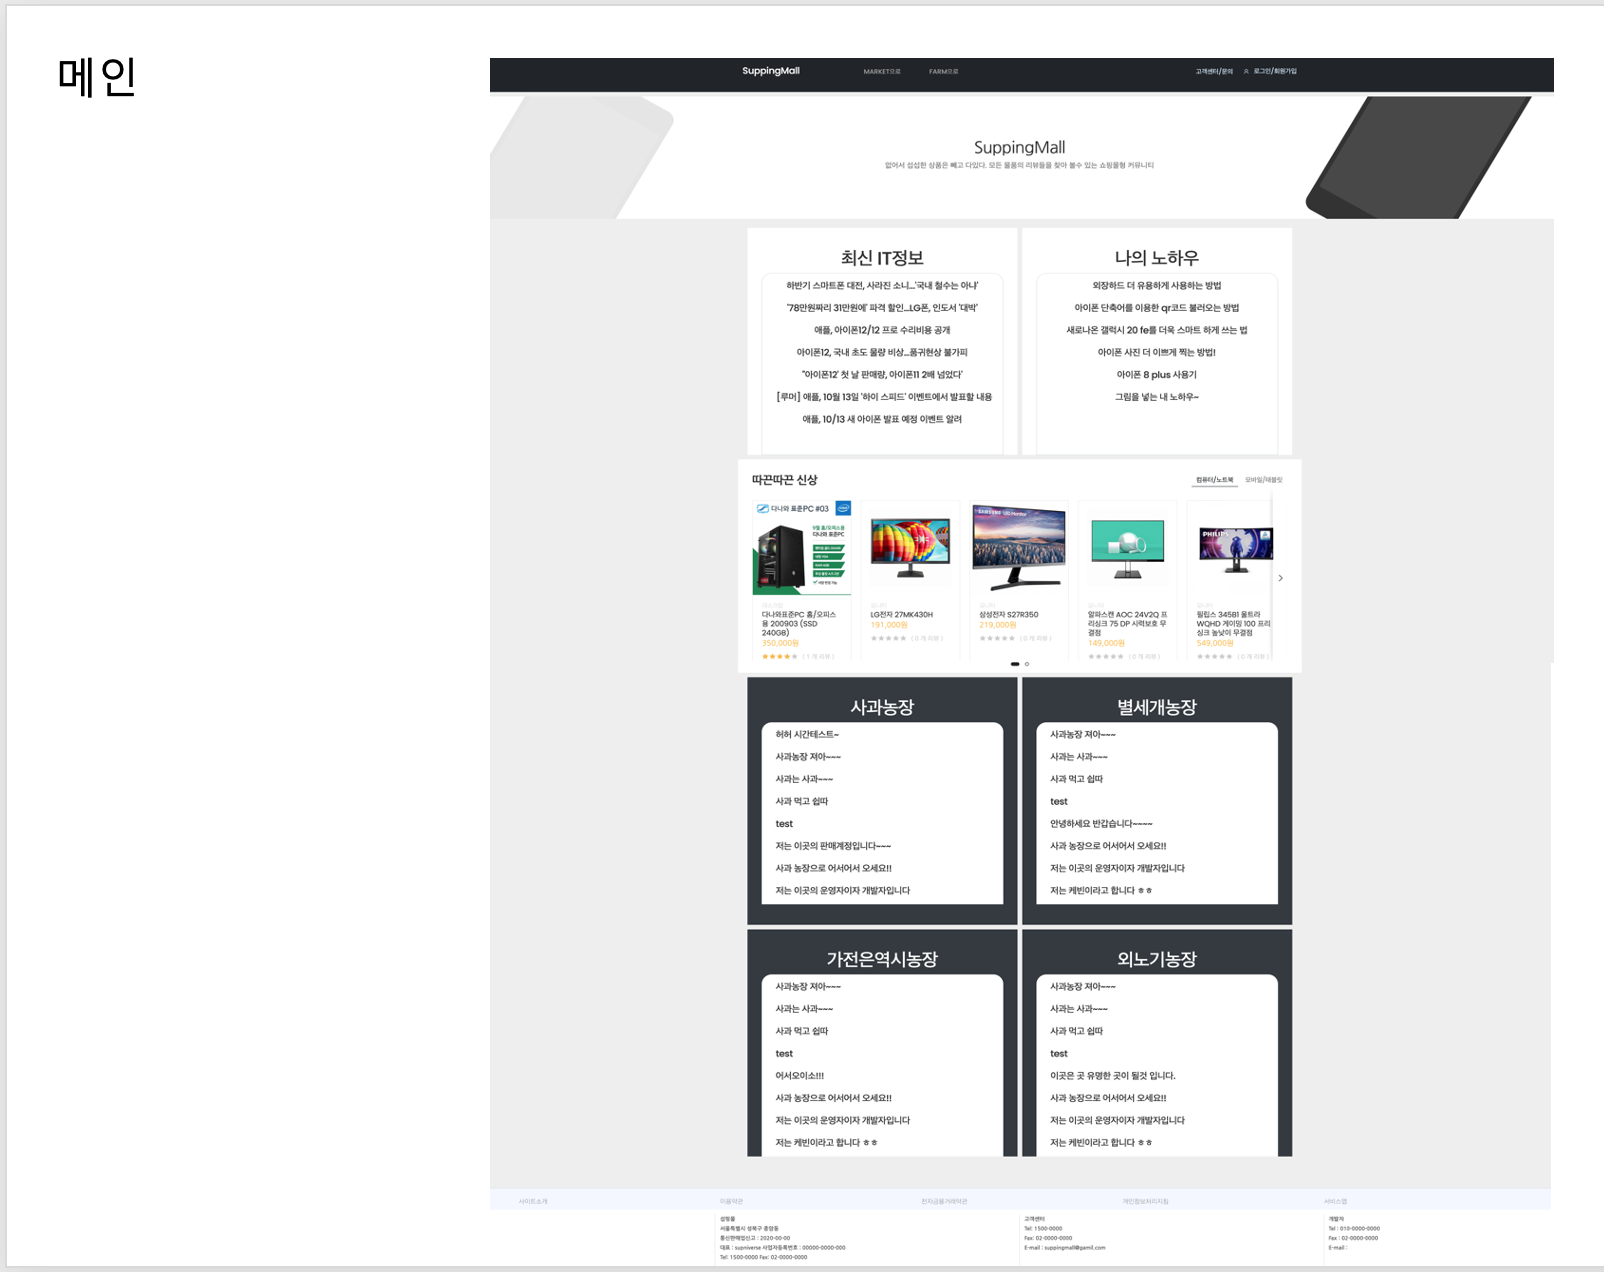 메인
SuppingMall
MARKET으로
FARM으로
고객센터/문의
로그인/회원가입
SuppingMall
없어서 섭섭한 상품은 빼고 다있다. 모든 물품의 리뷰들을 찾아 볼수 있는 쇼핑몰형 커뮤니티
최신 IT정보
하반기 스마트폰 대전, 사라진 소니...'국내 철수는 아냐'
'78만원짜리 31만원에' 파격 할인...LG폰, 인도서 '대박'
애플, 아이폰12/12 프로 수리비용 공개
아이폰12, 국내 초도 물량 비상...품귀현상 불가피
"아이폰12' 첫 날 판매량, 아이폰11 2배 넘었다'
[루머] 애플, 10월 13일 '하이 스피드' 이벤트에서 발표할 내용
애플, 10/13 새 아이폰 발표 예정 이벤트 알려
나의 노하우
외장하드 더 유용하게 사용하는 방법
아이폰 단축어를 이용한 qr코드 불러오는 방법
새로나온 갤럭시 20 fe를 더욱 스마트 하게 쓰는 법
아이폰 사진 더 이쁘게 찍는 방법!
아이폰 8 plus 사용기
그림을 넣는 내 노하우~
따끈따끈 신상
컴퓨터/노트북
모바일/태블릿
다나와 표준PC #03
intel
9월 홈/오피스용
다나와 표준PC
SAMSUNG LED Monitor
PHILIPS
다나와표준PC 홈/오피스
용 200903 (SSD
240GB)
350,000원
( 1 개 리뷰 )
모니터
LG전자 27MK430H
191,000원
( 0 개 리뷰 )
모니터
삼성전자 S27R350
219,000원
( 0 개 리뷰 )
모니터
알파스캔 AOC 24V2Q 프
리싱크 75 DP 시력보호 무
결점
149,000원
( 0 개 리뷰 )
모니터
필립스 345B1 울트라
WQHD 게이밍 100 프리
싱크 높낮이 무결점
549,000원
( 0 개 리뷰 )
사과농장
허허 시간테스트~
사과농장 져아~~~
사과는 사과~~~
사과 먹고 쉽따
test
저는 이곳의 판매계정입니다~~~
사과 농장으로 어서어서 오세요!!
저는 이곳의 운영자이자 개발자입니다
별세개농장
사과농장 져아~~~
사과는 사과~~~
사과 먹고 쉽따
test
안녕하세요 반갑습니다~~~~
사과 농장으로 어서어서 오세요!!
저는 이곳의 운영자이자 개발자입니다
저는 케빈이라고 합니다 ㅎㅎ
가전은역시농장
사과농장 져아~~~
사과는 사과~~~
사과 먹고 쉽따
test
어서오이소!!!
사과 농장으로 어서어서 오세요!!
저는 이곳의 운영자이자 개발자입니다
저는 케빈이라고 합니다 ㅎㅎ
외노기농장
사과농장 져아~~~
사과는 사과~~~
사과 먹고 쉽따
test
이곳은 곳 유명한 곳이 될것 입니다.
사과 농장으로 어서어서 오세요!!
저는 이곳의 운영자이자 개발자입니다
저는 케빈이라고 합니다 ㅎㅎ
사이트소개
이용약관
전자금융거래약관
개인정보처리지침
서비스맵
섭핑몰
서울특별시 성북구 종암동
통신판매업신고 : 2020-00-00
대표 : supniverse 사업자등록번호 : 00000-0000-000
Tel: 1500-0000 Fax: 02-0000-0000
고객센터
Tel: 1500-0000
Fax: 02-0000-0000
E-mail : suppingmall@gamil.com
개발자
Tel : 010-0000-0000
Fax : 02-0000-0000
E-mail :